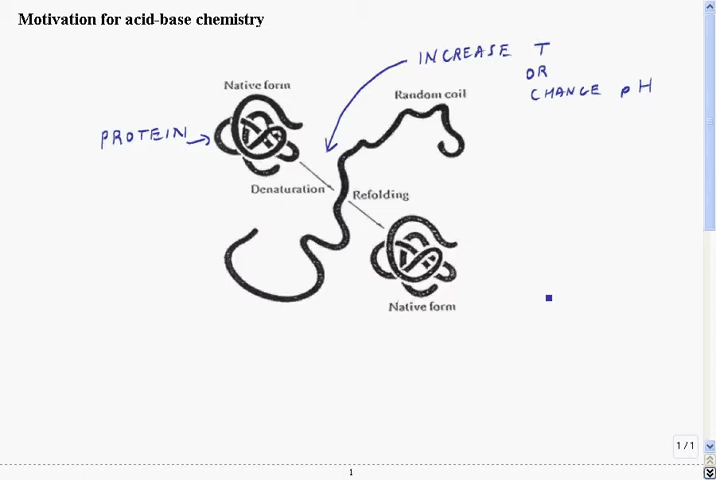 Motivation for acid-base chemistry
INCREASE T
OR
CHANGE pH
Native form
Random coil
PROTEIN
Denaturation
Refolding
Native form
1 / 1
1